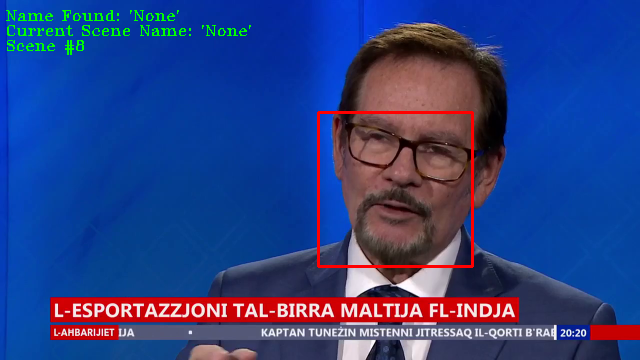 Name Found: 'None'
Current Scene Name: 'None'
Scene #8
L-ESPORTAZZJONI TAL-BIRRA MALTIJA FL-INDJA
L-AHBARIJIET IJA ▪ KAPTAN TUNEŻIN MISTENNI JITRESSAQ IL-QORTI B'RAB 20:20